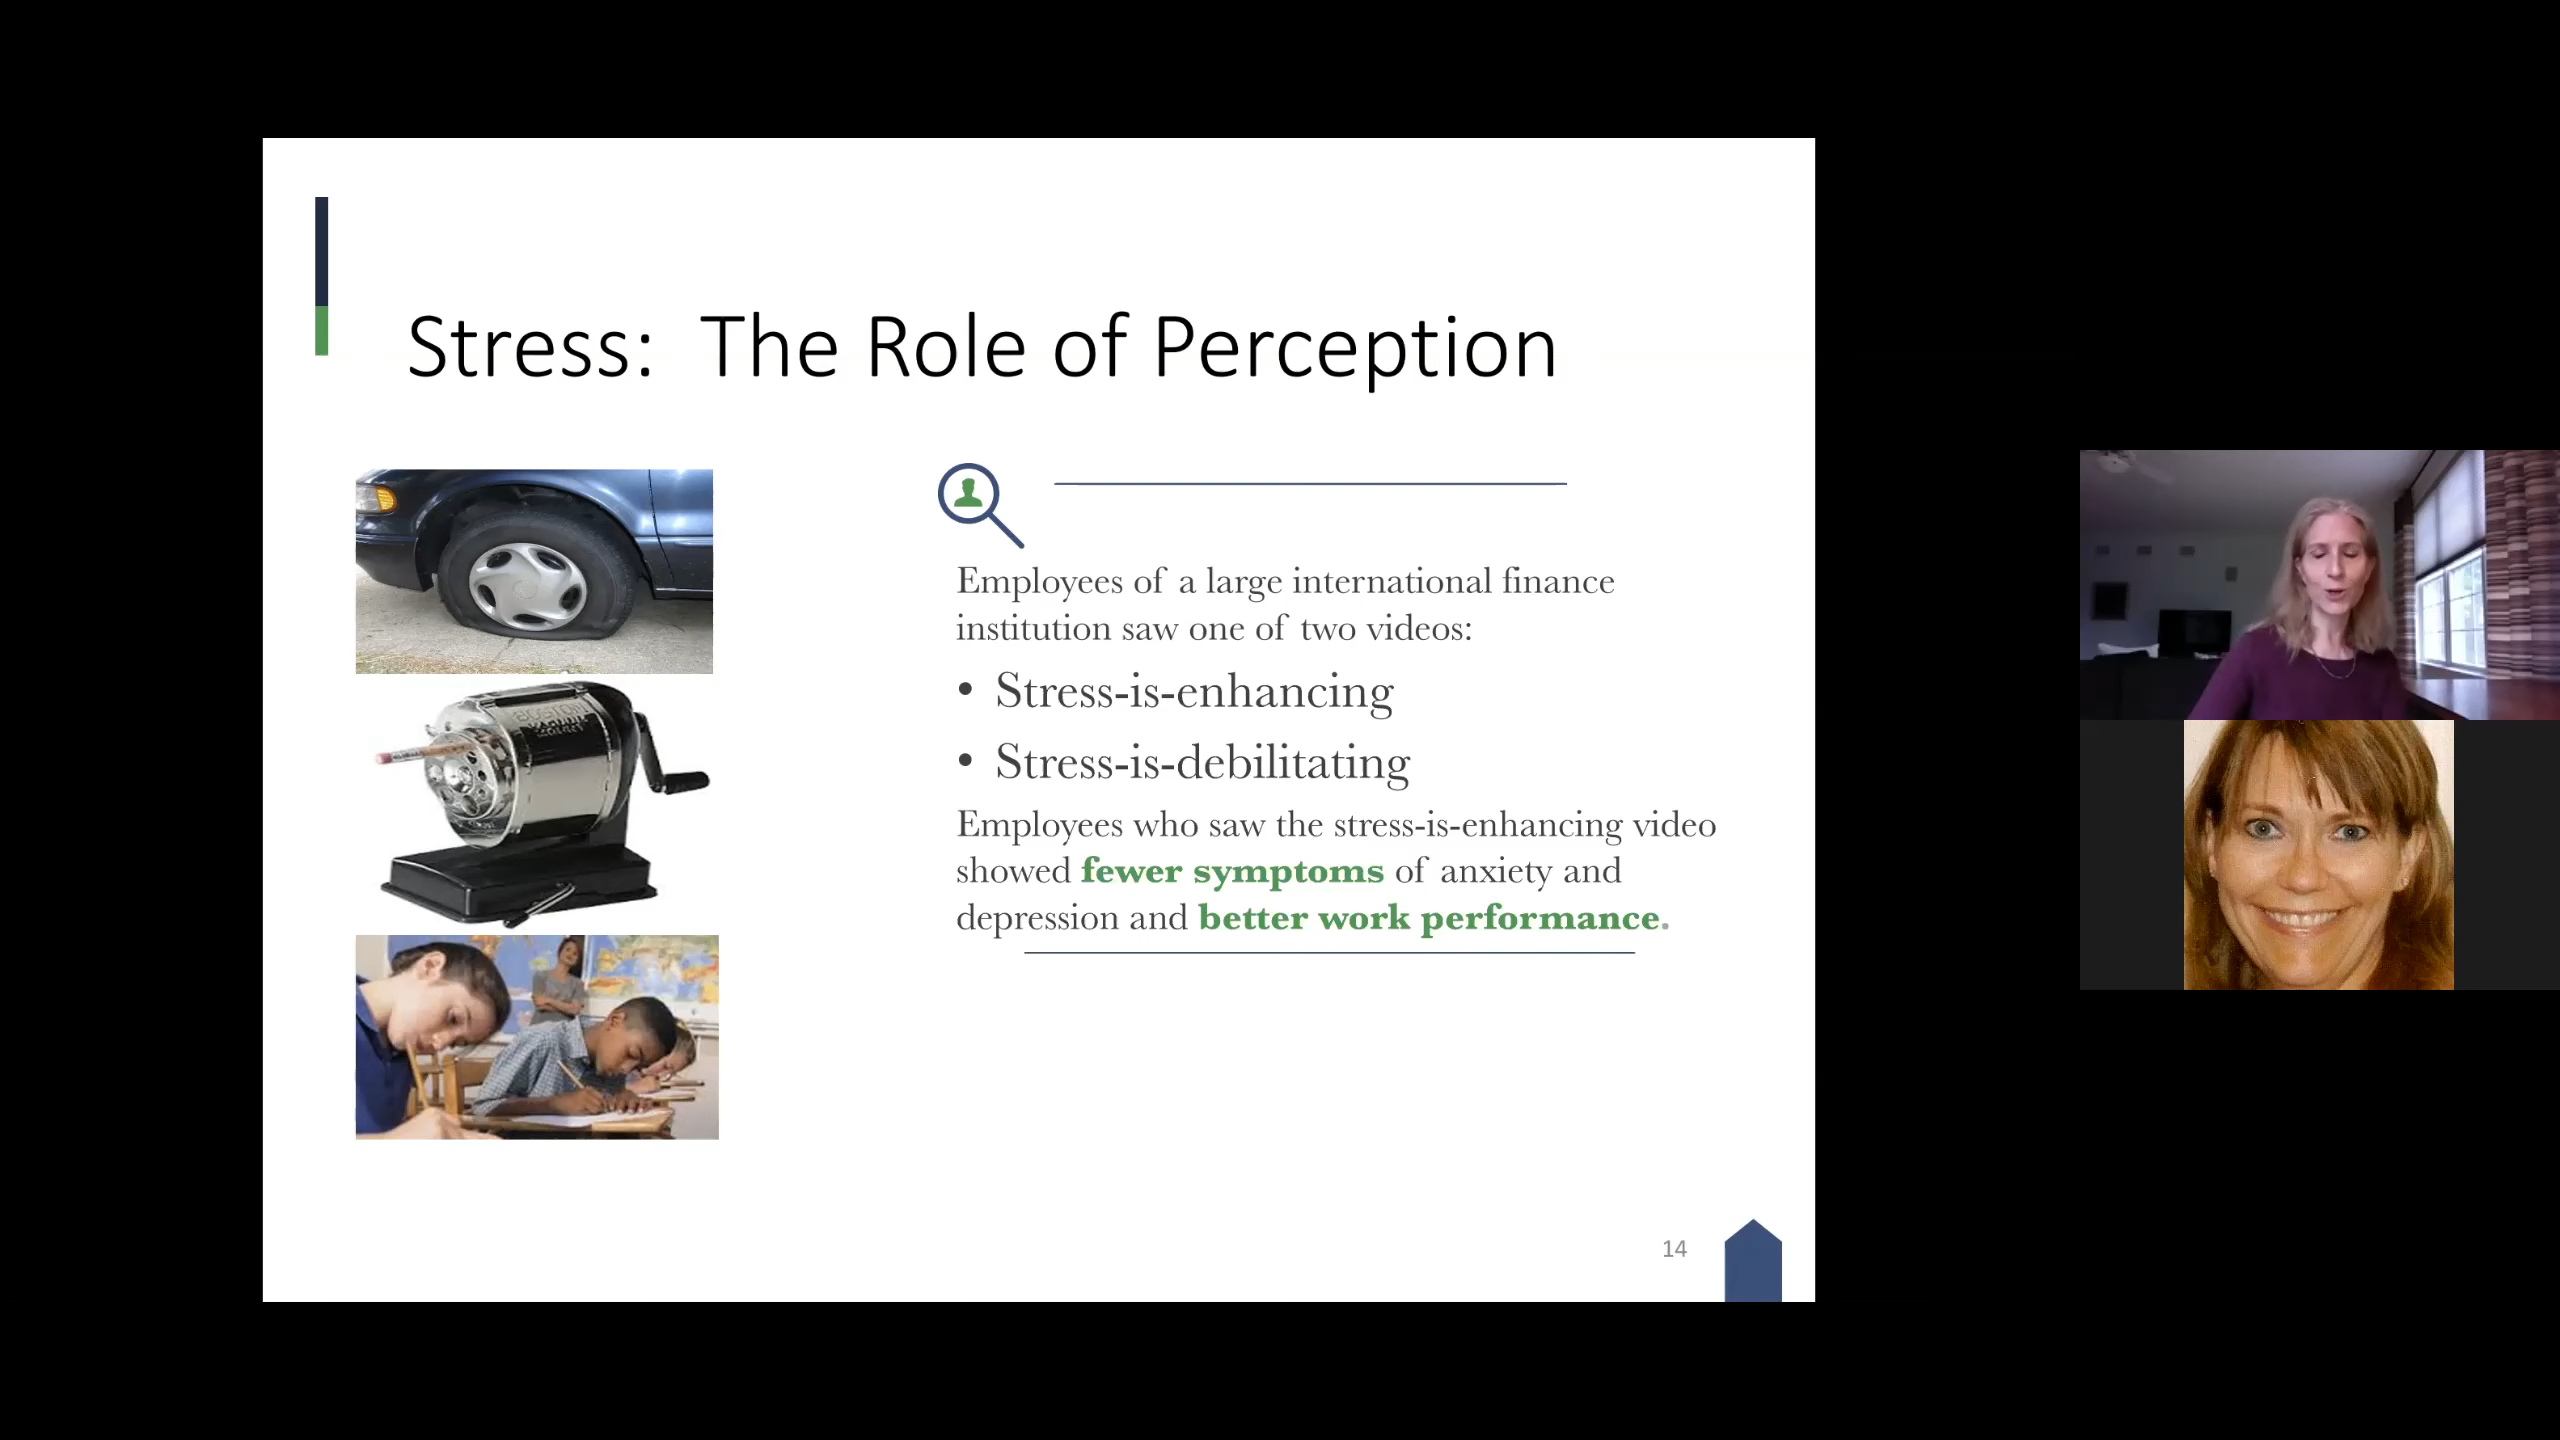 Stress:  The Role of Perception
Employees of a large international finance
institution saw one of two videos:
• Stress-is-enhancing
• Stress-is-debilitating
Employees who saw the stress-is-enhancing video
showed fewer symptoms of anxiety and
depression and better work performance.
BOSTON
14